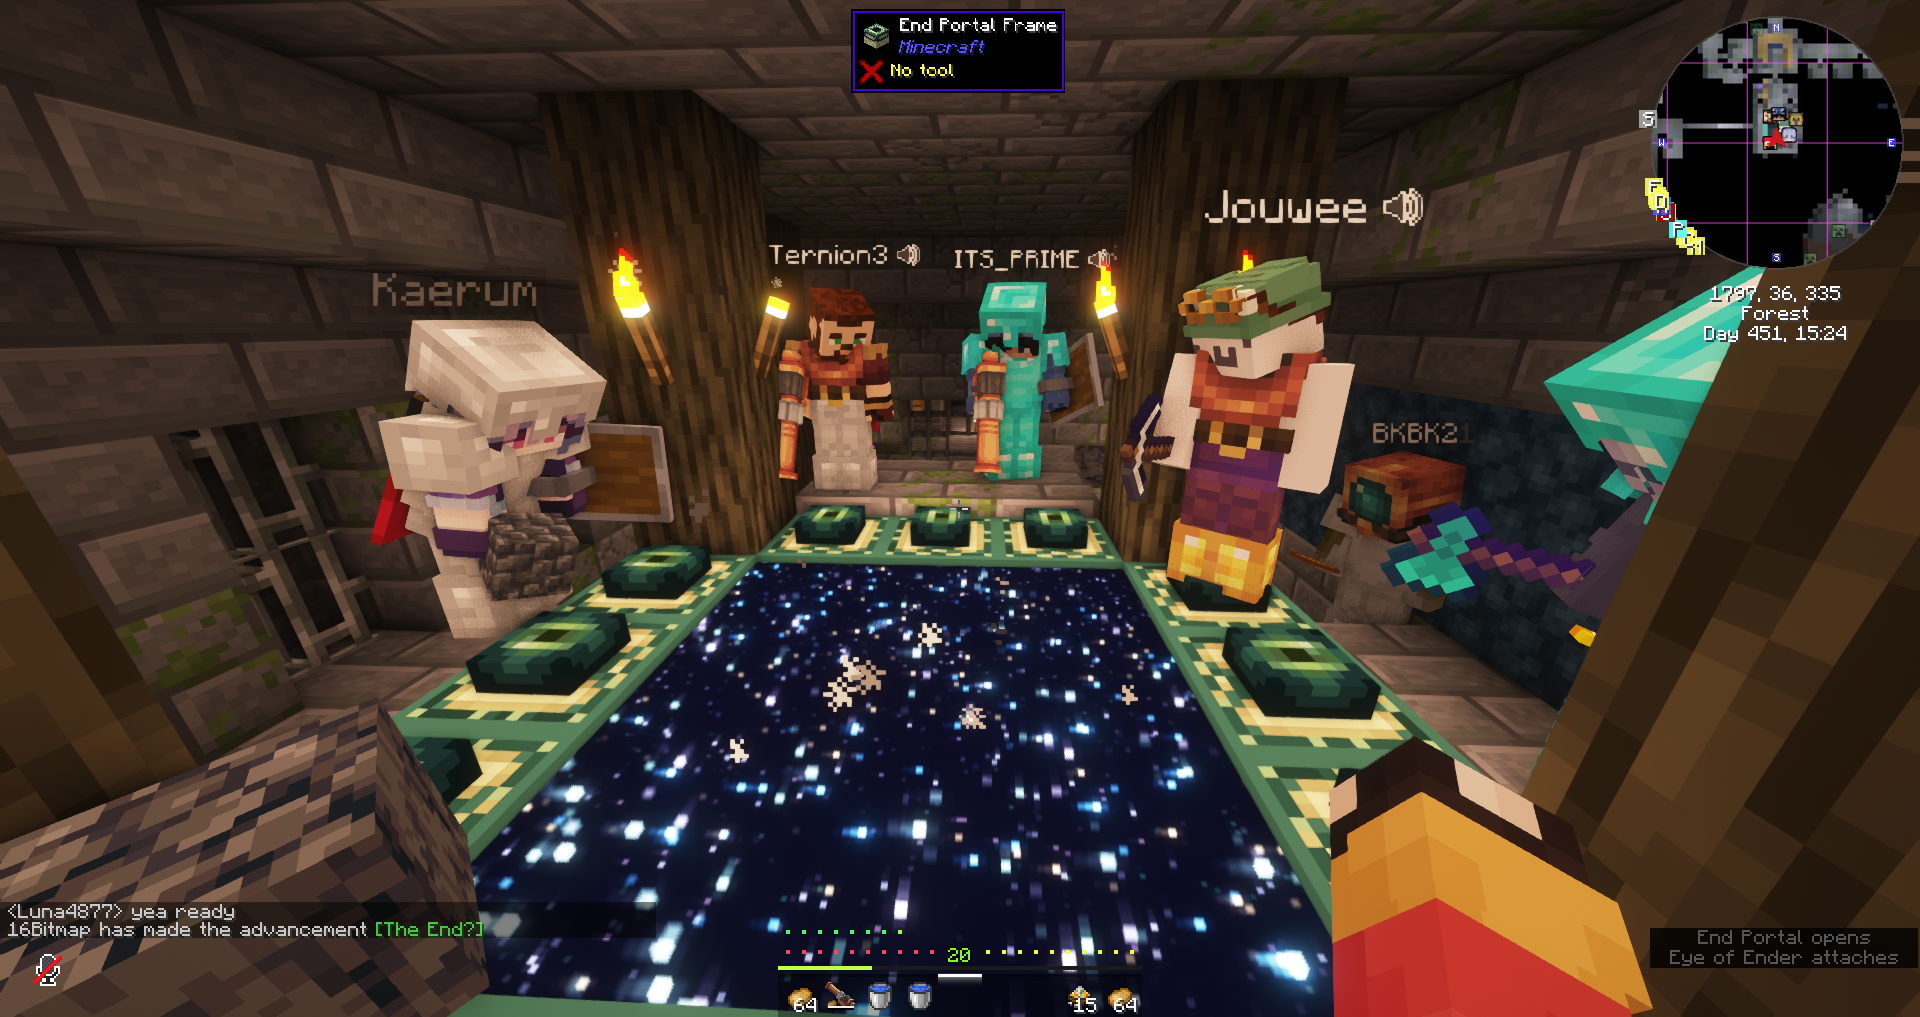 End Portal Frame
Minecraft
No tool
N
S
W
E
S
1797, 36, 335
Forest
Day 451, 15:24
Kaerum
Ternion3
ITS_PRIME
Jouwee
BKBK21
<Luna4877> yea ready
16Bitmap has made the advancement [The End?]
20
64
15
64
End Portal opens
Eye of Ender attaches